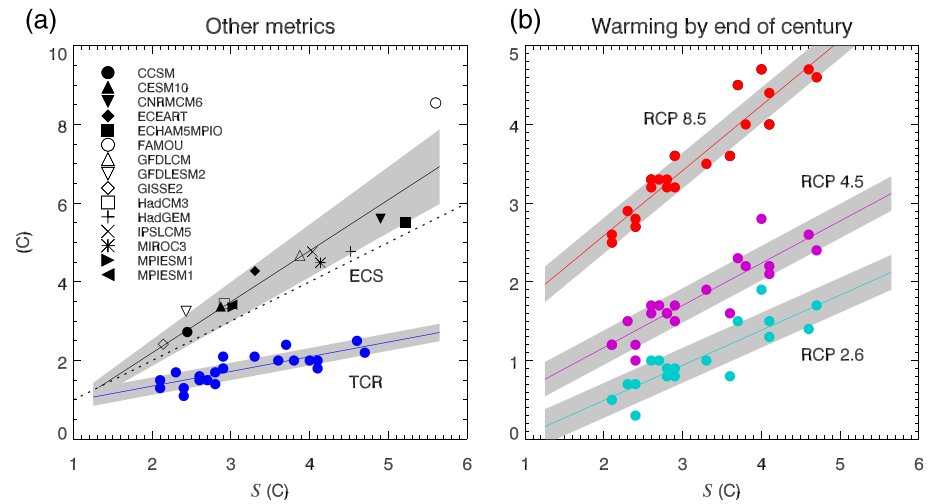 (a)
Other metrics
10
8
6
4
2
0
(C)
CCSM
CESM10
CNRMCM6
ECEART
ECHAM5MPIO
FAMOU
GFDLCM
GFDLESM2
GISSE2
HadCM3
HadGEM
IPSLCM5
MIROC3
MPIESM1
MPIESM1
ECS
TCR
1 2 3 4 5 6
S (C)
(b)
Warming by end of century
5
4
3
2
1
0
RCP 8.5
RCP 4.5
RCP 2.6
1 2 3 4 5 6
S (C)